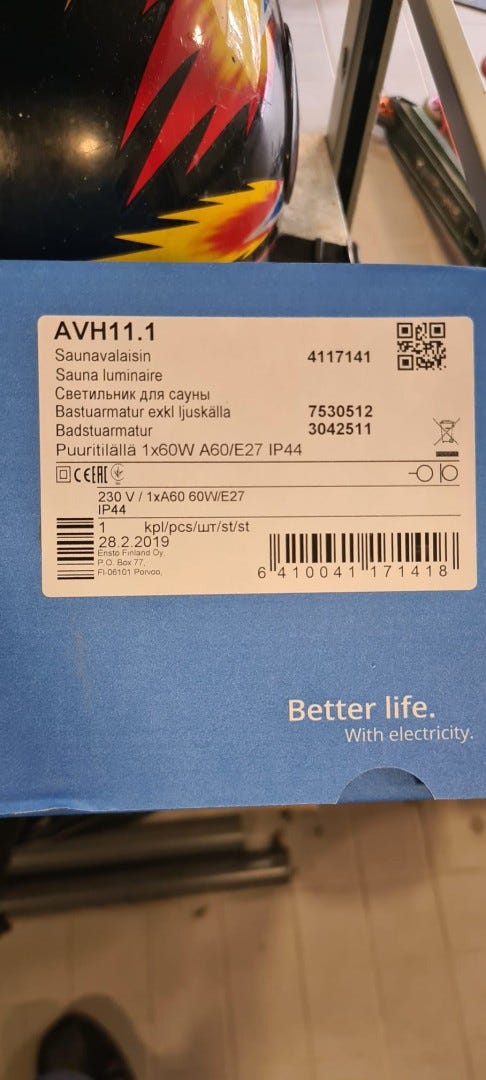 AVH11.1
Saunavalaisin 4117141
Sauna luminaire
Светильник для сауны
Bastuarmatur exkl ljuskälla 7530512
Badstuarmatur 3042511
Puuritilällä 1x60W A60/E27 IP44
CE EAC
230 V / 1xA60 60W/E27
IP44
1 kpl/pcs/шт/st/st
28.2.2019
Ensto Finland Oy,
P.O. Box 77,
FI-06101 Porvoo,
6 410041 171418
Better life.
With electricity.